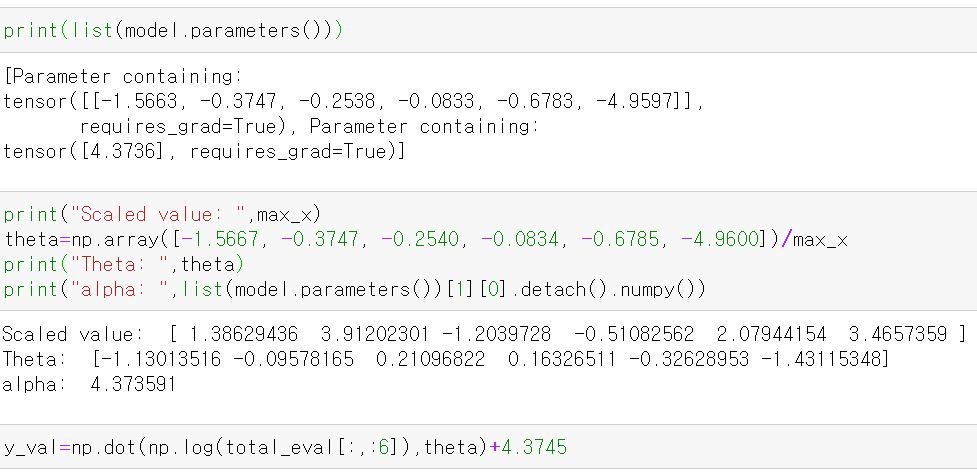 print(list(model.parameters()))
[Parameter containing:
tensor([[-1.5663, -0.3747, -0.2538, -0.0833, -0.6783, -4.9597]],
       requires_grad=True), Parameter containing:
tensor([4.3736], requires_grad=True)]
print("Scaled value: ",max_x)
theta=np.array([-1.5667, -0.3747, -0.2540, -0.0834, -0.6785, -4.9600])/max_x
print("Theta: ",theta)
print("alpha: ",list(model.parameters())[1][0].detach().numpy())
Scaled value:  [ 1.38629436  3.91202301 -1.2039728  -0.51082562  2.07944154  3.4657359 ]
Theta:  [-1.13013516 -0.09578165  0.21096822  0.16326511 -0.32628953 -1.43115348]
alpha:  4.373591
y_val=np.dot(np.log(total_eval[:,:6]),theta)+4.3745